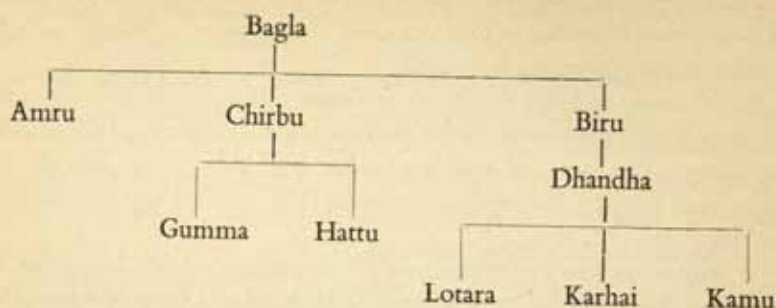 Bagla
Amru Chirbu Biru
Dhandha
Gumma Hattu
Lotara Karhai Kamu